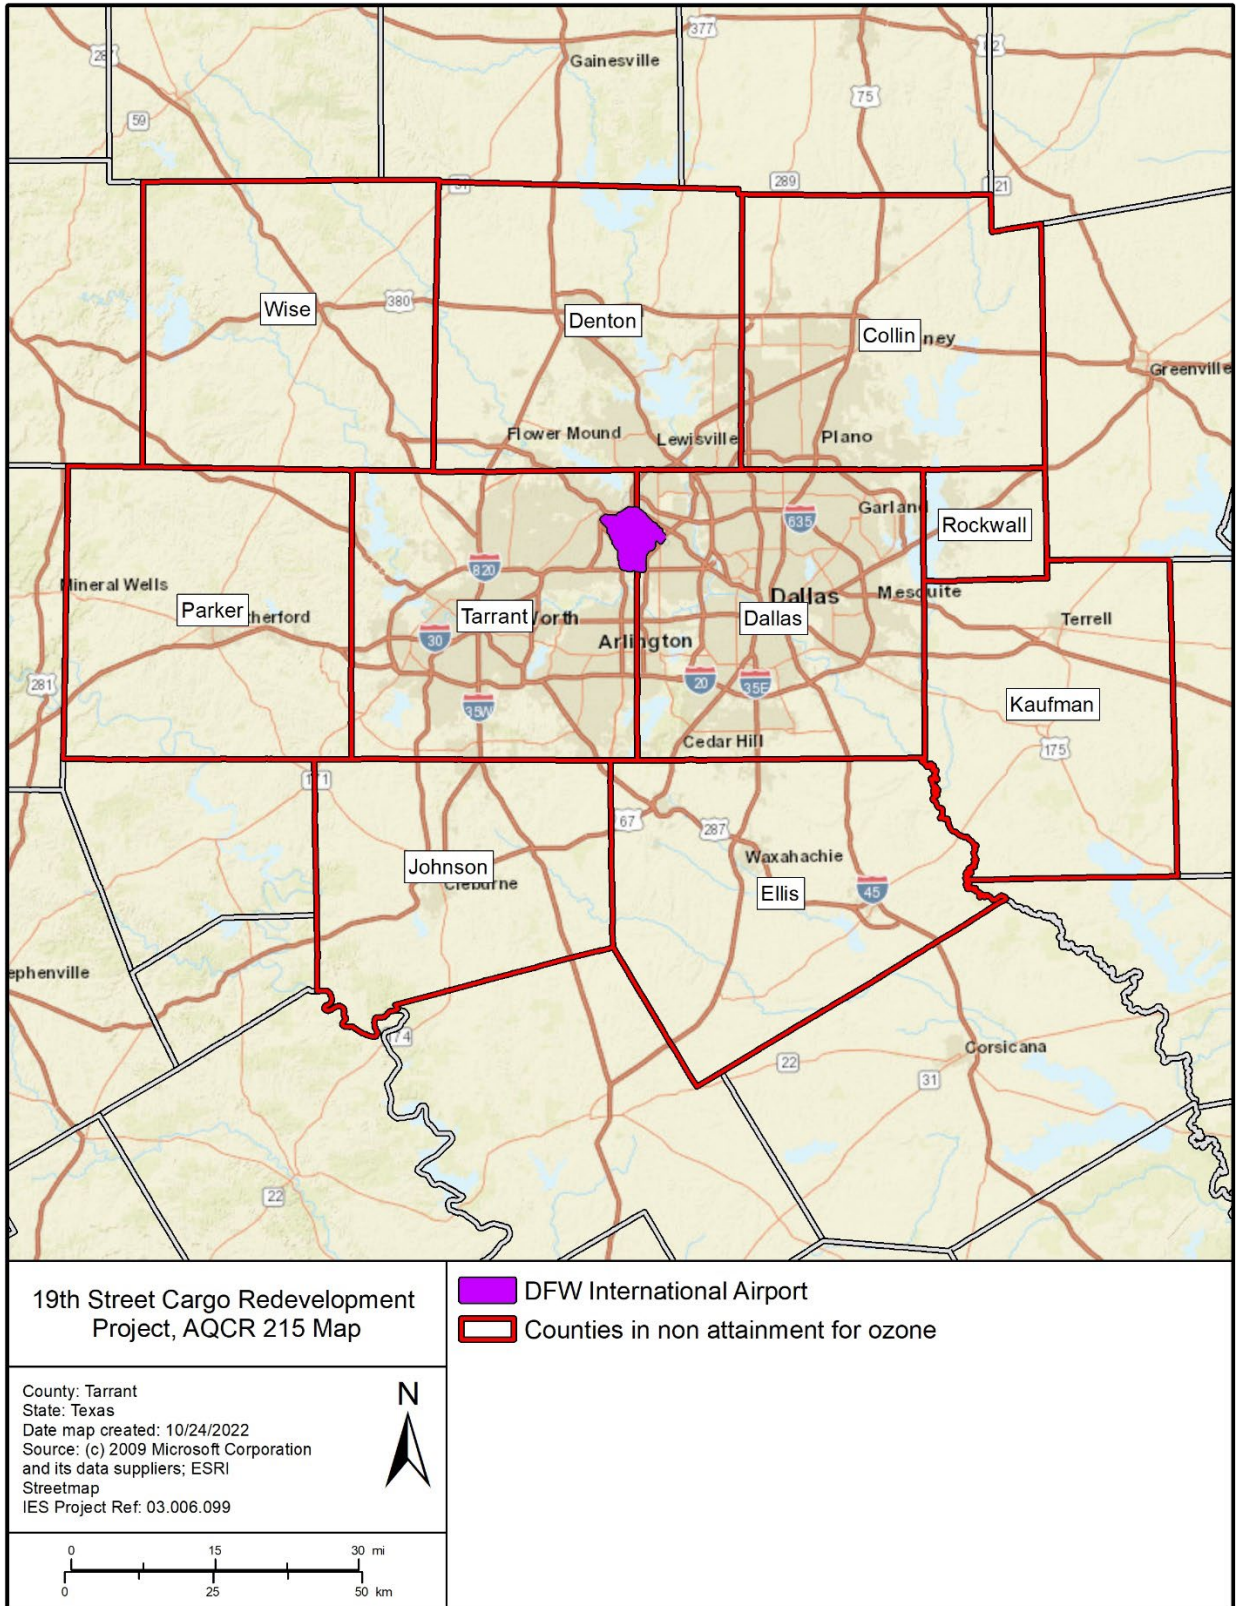 377
28
82
Gainesville
75
59
289
21
Wise
380
Denton
Collin
ney
Greenville
Flower Mound
Lewisville
Plano
Garland
635
Rockwall
820
Mineral Wells
Parker
herford
Tarrant
orth
Dallas
Mesquite
Dallas
Terrell
30
Arlington
281
20
35E
Kaufman
35W
Cedar Hill
175
171
67
287
Johnson
Cleburne
Waxahachie
Ellis
45
ephenville
174
Corsicana
22
31
22
19th Street Cargo Redevelopment
Project, AQCR 215 Map
County: Tarrant
State: Texas
Date map created: 10/24/2022
Source: (c) 2009 Microsoft Corporation
and its data suppliers; ESRI
Streetmap
IES Project Ref: 03.006.099
N
0 15 30 mi
0 25 50 km
DFW International Airport
Counties in non attainment for ozone